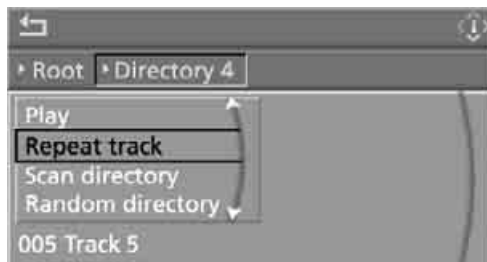 Root Directory 4
Play
Repeat track
Scan directory
Random directory
005 Track 5